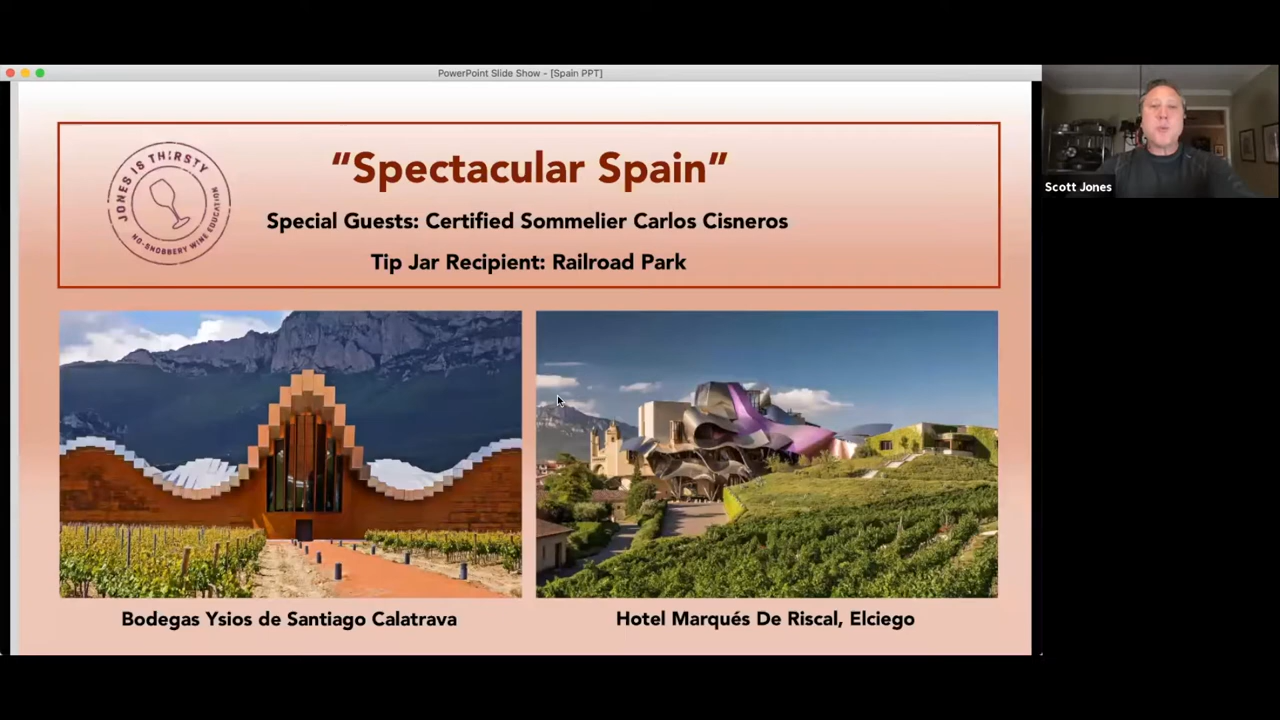 PowerPoint Slide Show - [Spain PPT]
JONES IS THIRSTY
NO-SNOBBERY WINE EDUCATION
“Spectacular Spain”
Special Guests: Certified Sommelier Carlos Cisneros
Tip Jar Recipient: Railroad Park
Scott Jones
Bodegas Ysios de Santiago Calatrava
Hotel Marqués De Riscal, Elciego